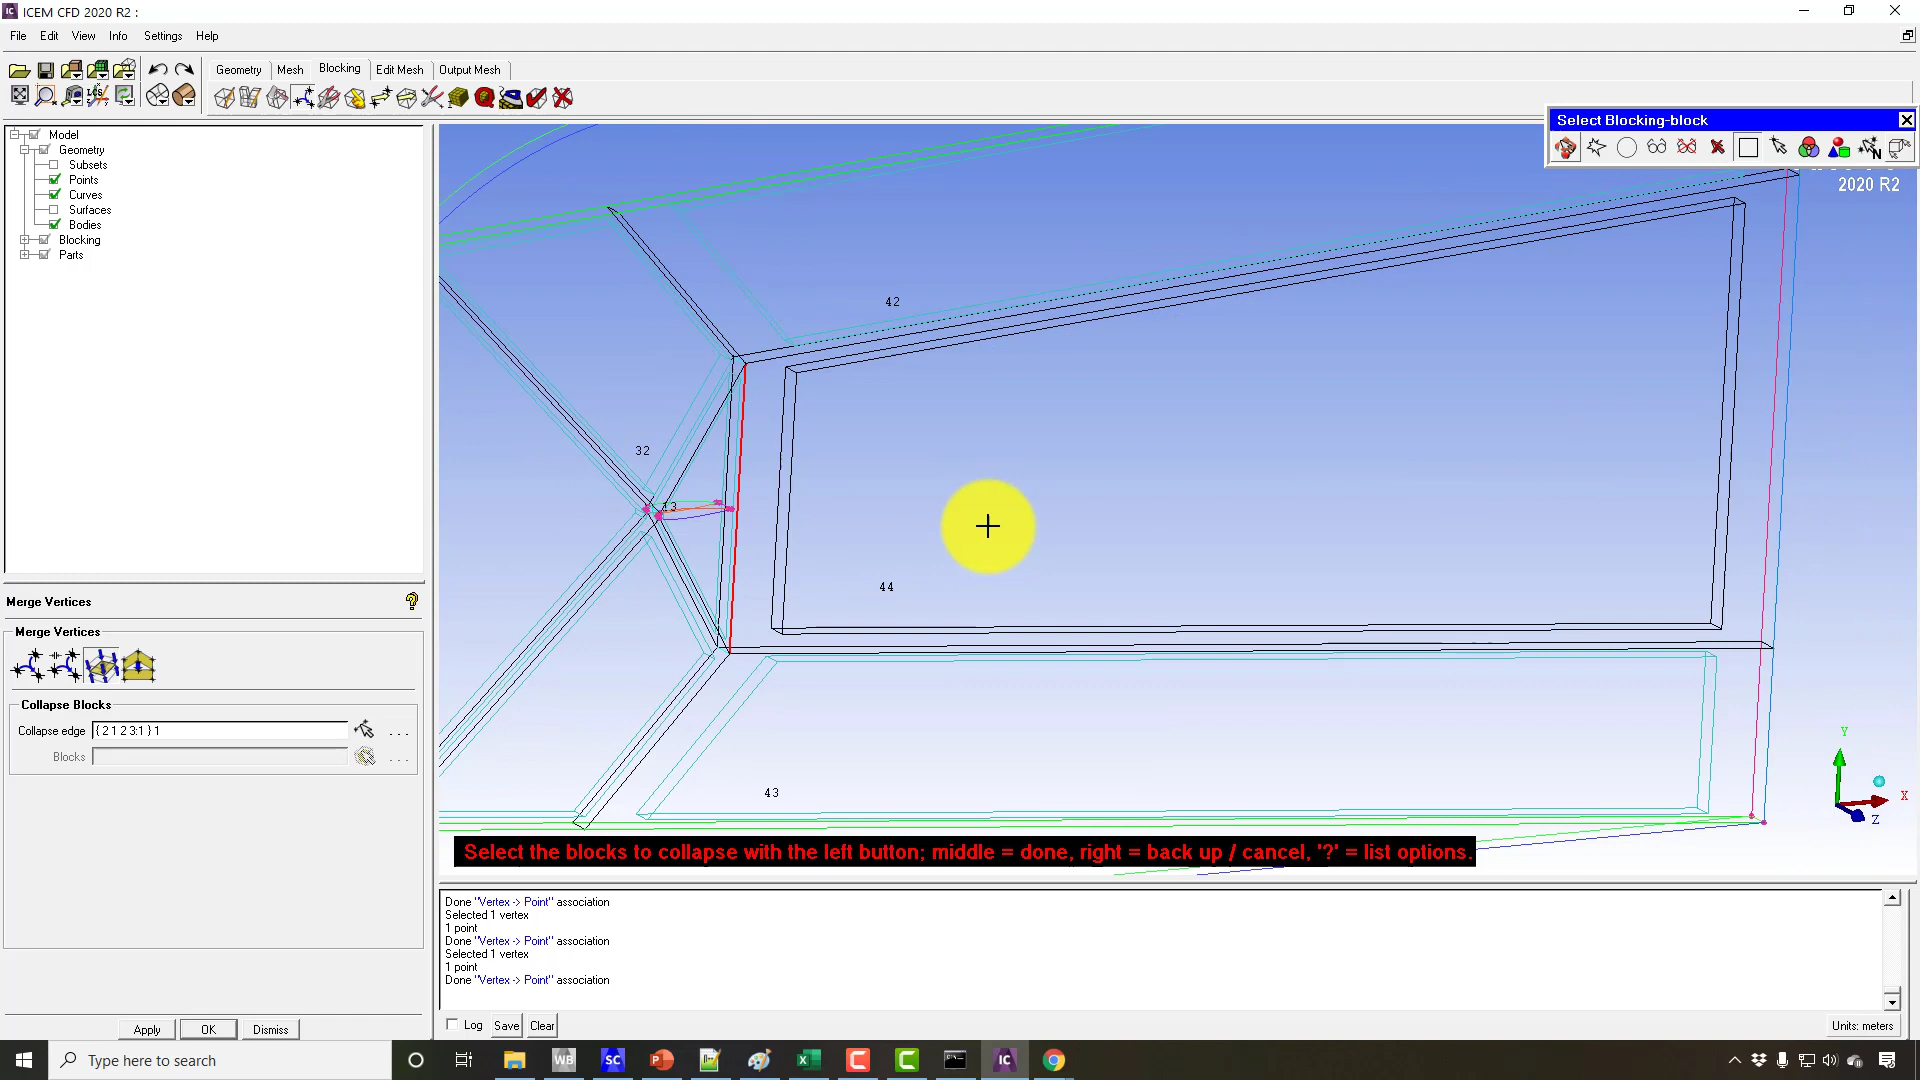 ICEM CFD 2020 R2 :
File Edit View Info Settings Help
Geometry Mesh Blocking Edit Mesh Output Mesh
Select Blocking-block
2020 R2
Model
Geometry
Subsets
Points
Curves
Surfaces
Bodies
Blocking
Parts
42
32
13
44
43
Y
X
Z
Merge Vertices
Merge Vertices
Collapse Blocks
Collapse edge { 2 1 2 3:1 } 1
Blocks
Select the blocks to collapse with the left button; middle = done, right = back up / cancel, '?' = list options.
Done "Vertex -> Point" association
Selected 1 vertex
1 point
Done "Vertex -> Point" association
Selected 1 vertex
1 point
Done "Vertex -> Point" association
Log Save Clear
Units: meters
Apply OK Dismiss
Type here to search